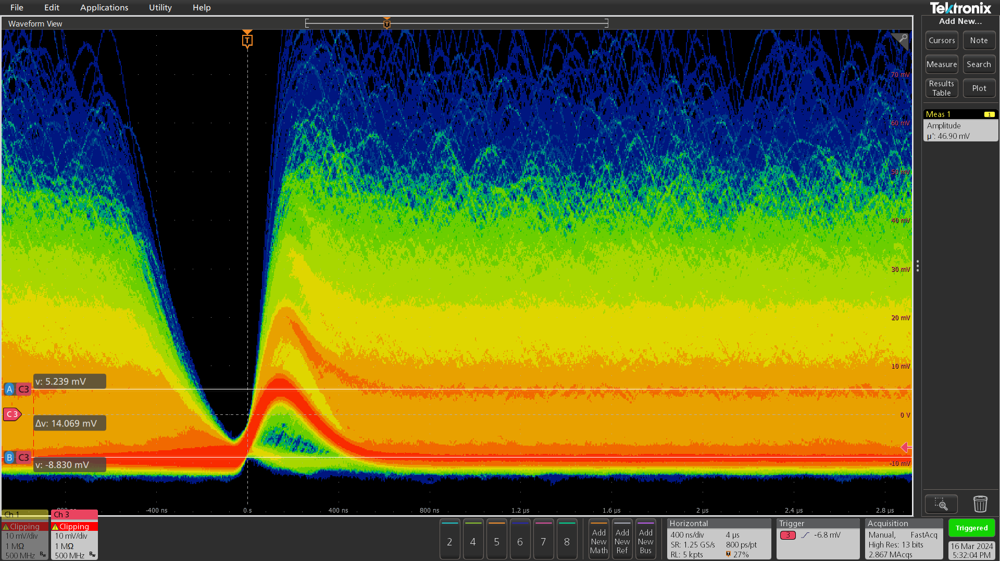 File Edit Applications Utility Help
Tektronix
Waveform View
Add New...
T
T
Cursors Note
Measure Search
Results Table Plot
70 mV
60 mV
50 mV
40 mV
30 mV
20 mV
10 mV
0 V
-10 mV
Meas 1 1
Amplitude
µ': 46.90 mV
v: 5.239 mV
A C3
C 3
Δv: 14.069 mV
B C3
v: -8.830 mV
-400 ns 0 s 400 ns 800 ns 1.2 µs 1.6 µs 2 µs 2.4 µs 2.8 µs
Ch 1
Clipping
10 mV/div
1 MΩ
500 MHz Bw
Ch 3
Clipping
10 mV/div
1 MΩ
500 MHz Bw
2 4 5 6 7 8
Add New Math
Add New Ref
Add New Bus
Horizontal
400 ns/div 4 µs
SR: 1.25 GS/s 800 ps/pt
RL: 5 kpts T 27%
Trigger
3 -6.8 mV
Acquisition
Manual, FastAcq
High Res: 13 bits
2.867 MAcqs
Triggered
16 Mar 2024
5:32:04 PM